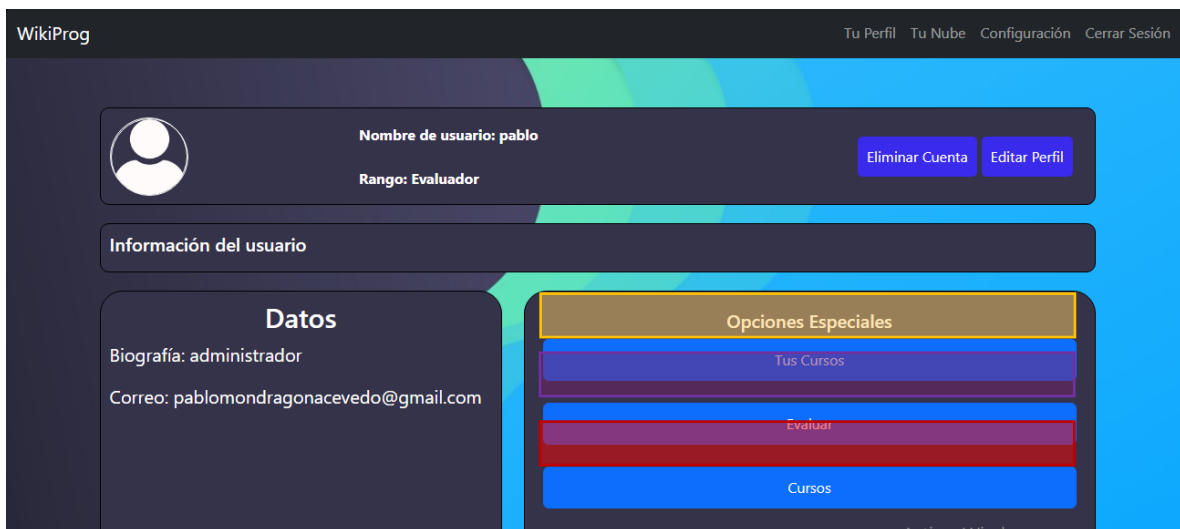 WikiProg
Tu Perfil Tu Nube Configuración Cerrar Sesión
Nombre de usuario: pablo
Rango: Evaluador
Eliminar Cuenta Editar Perfil
Información del usuario
Datos
Biografía: administrador
Correo: pablomondragonacevedo@gmail.com
Opciones Especiales
Tus Cursos
Evaluar
Cursos